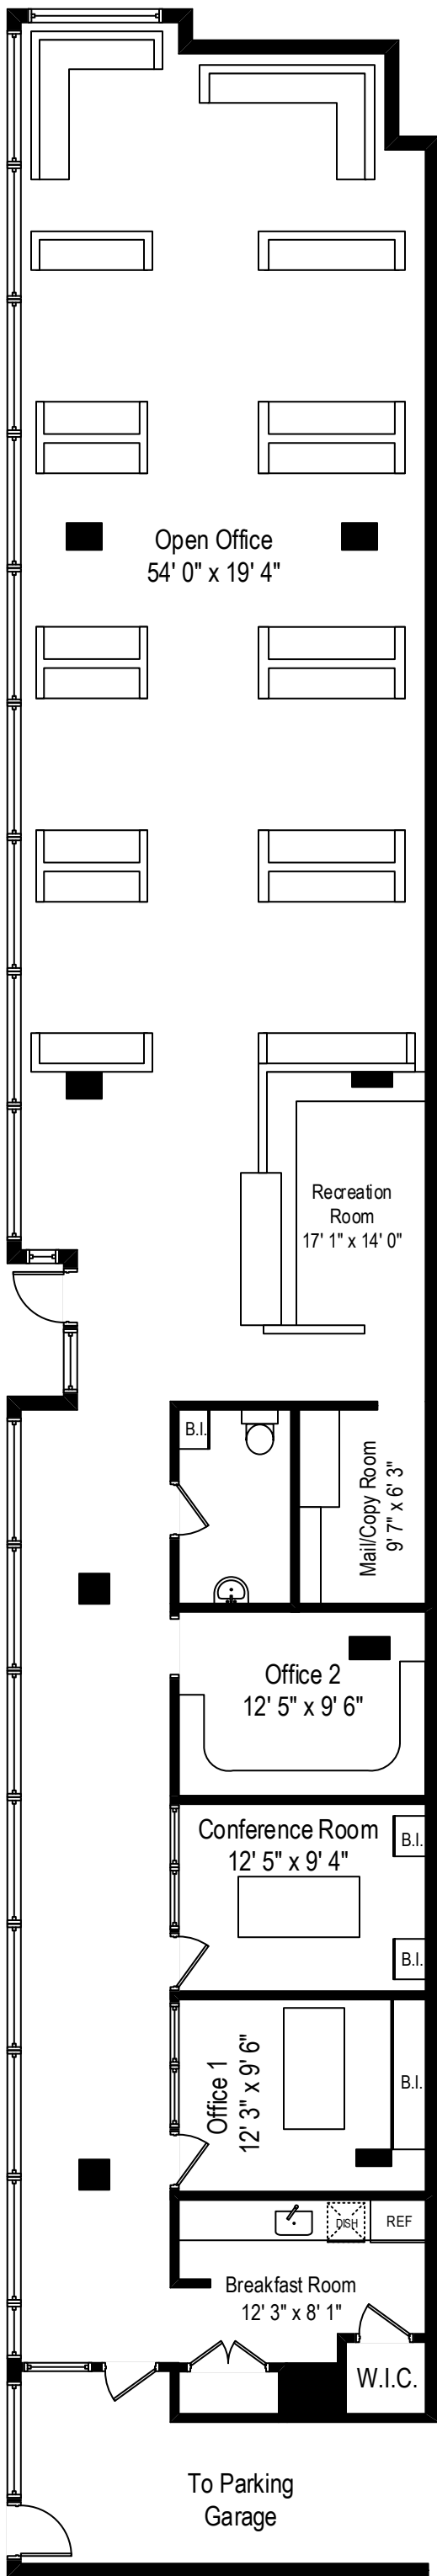 Open Office
54' 0" x 19' 4"
Recreation
Room
17' 1" x 14' 0"
B.I.
Mail/Copy Room
9' 7" x 6' 3"
Office 2
12' 5" x 9' 6"
Conference Room
12' 5" x 9' 4"
B.I.
B.I.
Office 1
12' 3" x 9' 6"
B.I.
DISH
REF
Breakfast Room
12' 3" x 8' 1"
W.I.C.
To Parking
Garage